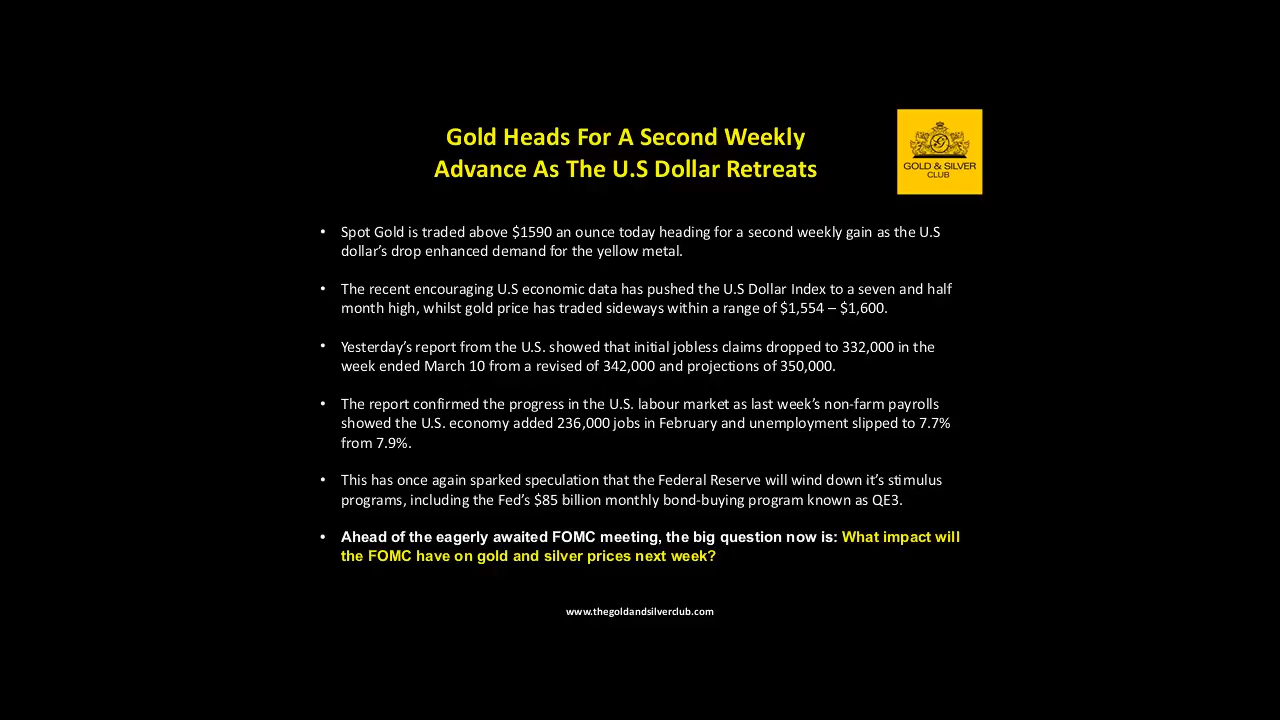 Gold Heads For A Second Weekly
Advance As The U.S Dollar Retreats
GOLD & SILVER
CLUB
• Spot Gold is traded above $1590 an ounce today heading for a second weekly gain as the U.S
dollar’s drop enhanced demand for the yellow metal.
• The recent encouraging U.S economic data has pushed the U.S Dollar Index to a seven and half
month high, whilst gold price has traded sideways within a range of $1,554 – $1,600.
• Yesterday’s report from the U.S. showed that initial jobless claims dropped to 332,000 in the
week ended March 10 from a revised of 342,000 and projections of 350,000.
• The report confirmed the progress in the U.S. labour market as last week’s non-farm payrolls
showed the U.S. economy added 236,000 jobs in February and unemployment slipped to 7.7%
from 7.9%.
• This has once again sparked speculation that the Federal Reserve will wind down it’s stimulus
programs, including the Fed’s $85 billion monthly bond-buying program known as QE3.
• Ahead of the eagerly awaited FOMC meeting, the big question now is: What impact will
the FOMC have on gold and silver prices next week?
www.thegoldandsilverclub.com